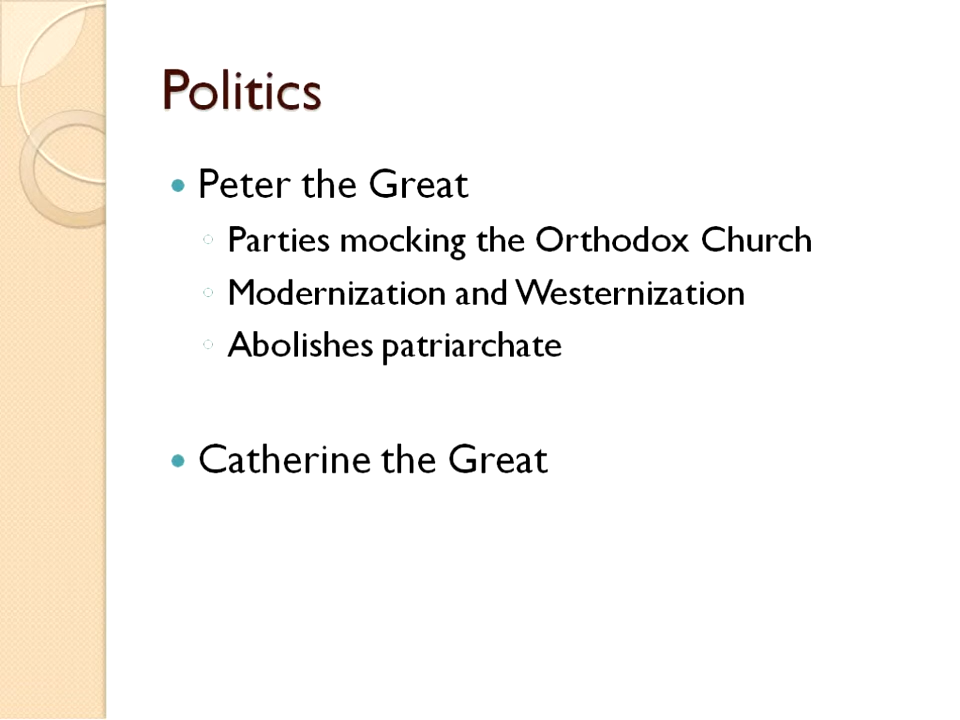 Politics
Peter the Great
Parties mocking the Orthodox Church
Modernization and Westernization
Abolishes patriarchate
Catherine the Great